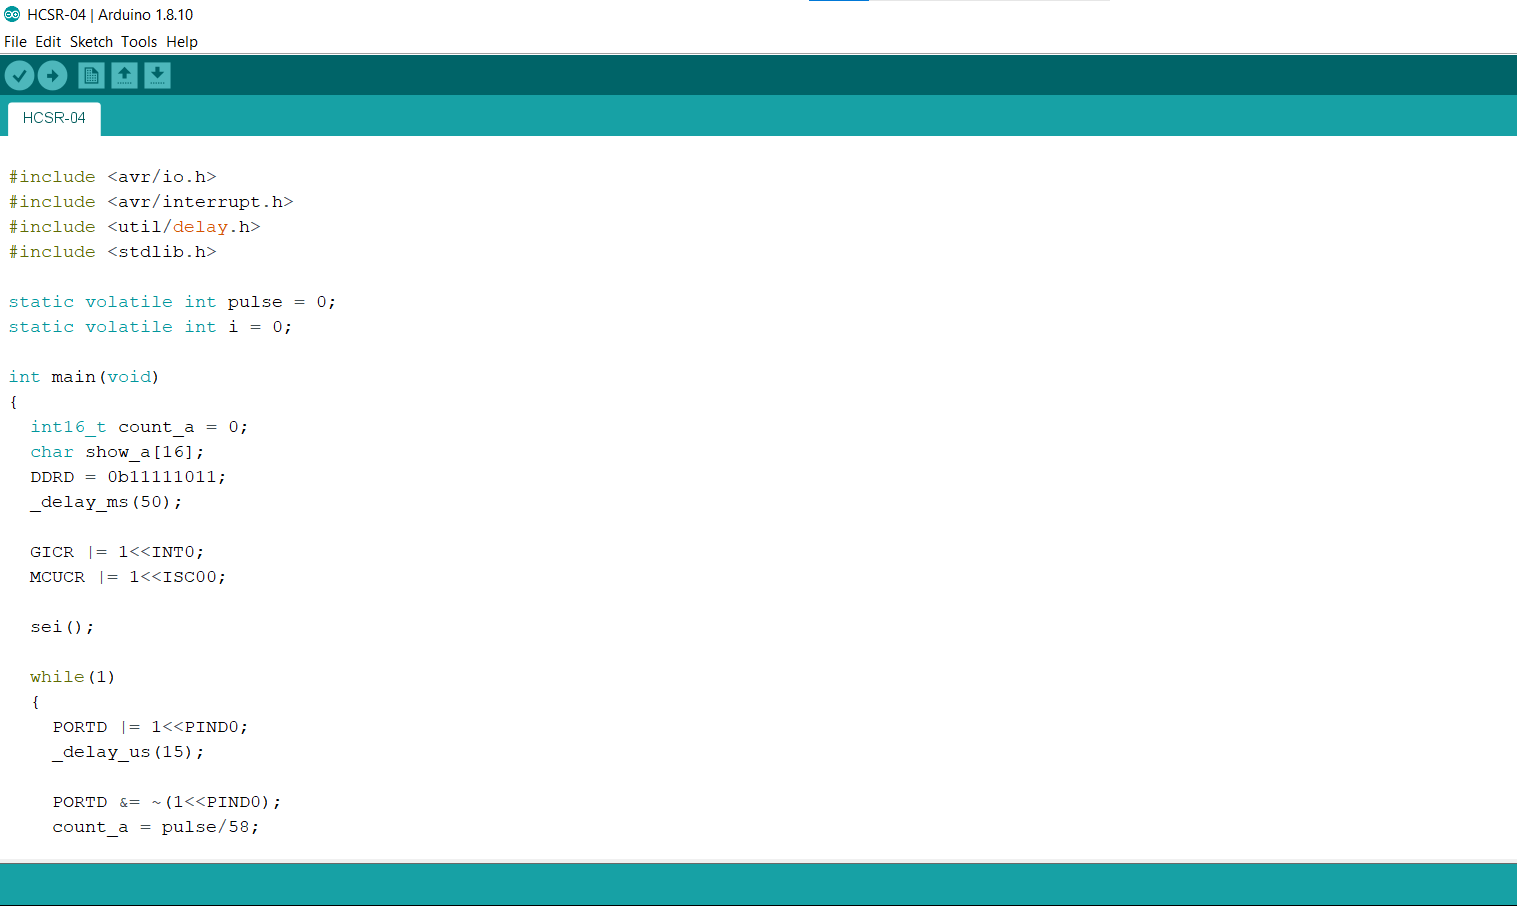 HCSR-04 | Arduino 1.8.10
File Edit Sketch Tools Help
HCSR-04
#include <avr/io.h>
#include <avr/interrupt.h>
#include <util/delay.h>
#include <stdlib.h>
static volatile int pulse = 0;
static volatile int i = 0;
int main(void)
{
int16_t count_a = 0;
char show_a[16];
DDRD = 0b11111011;
_delay_ms(50);
GICR |= 1<<INT0;
MCUCR |= 1<<ISC00;
sei();
while(1)
{
PORTD |= 1<<PIND0;
_delay_us(15);
PORTD &= ~(1<<PIND0);
count_a = pulse/58;